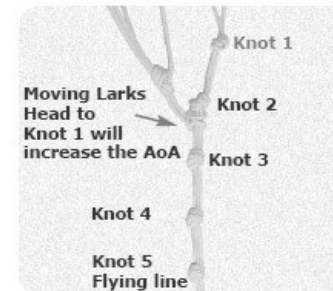 Knot 1
Moving Larks
Head to
Knot 1 will
increase the AoA
Knot 2
Knot 3
Knot 4
Knot 5
Flying line